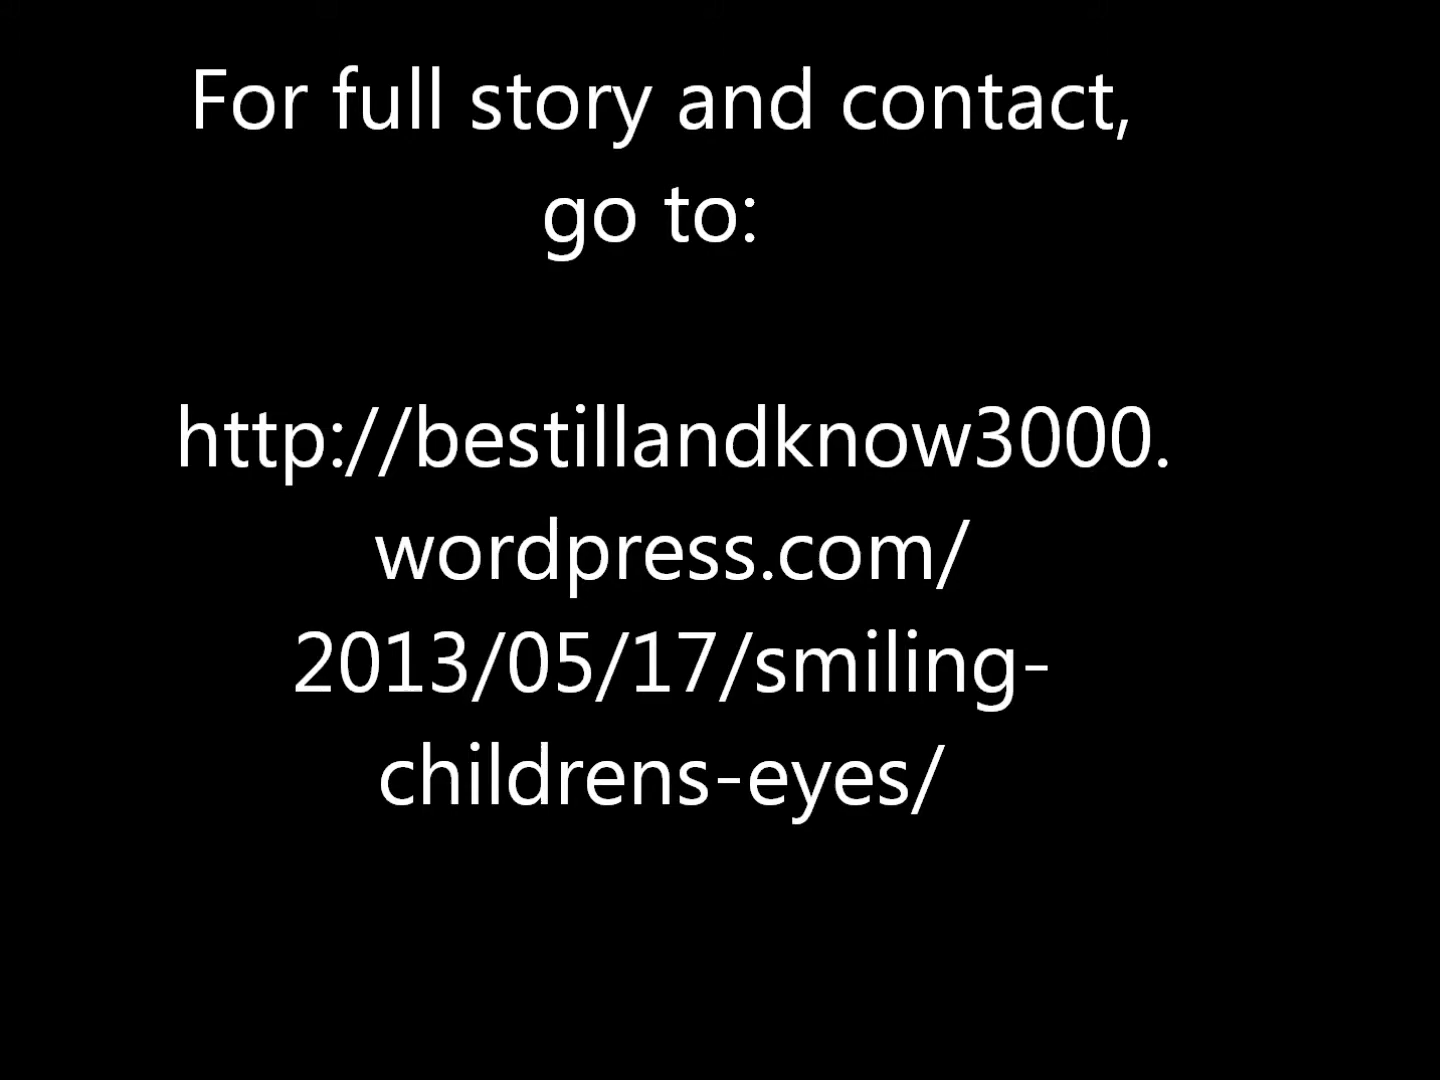 For full story and contact,
go to:
http://bestillandknow3000.
wordpress.com/
2013/05/17/smiling-
childrens-eyes/